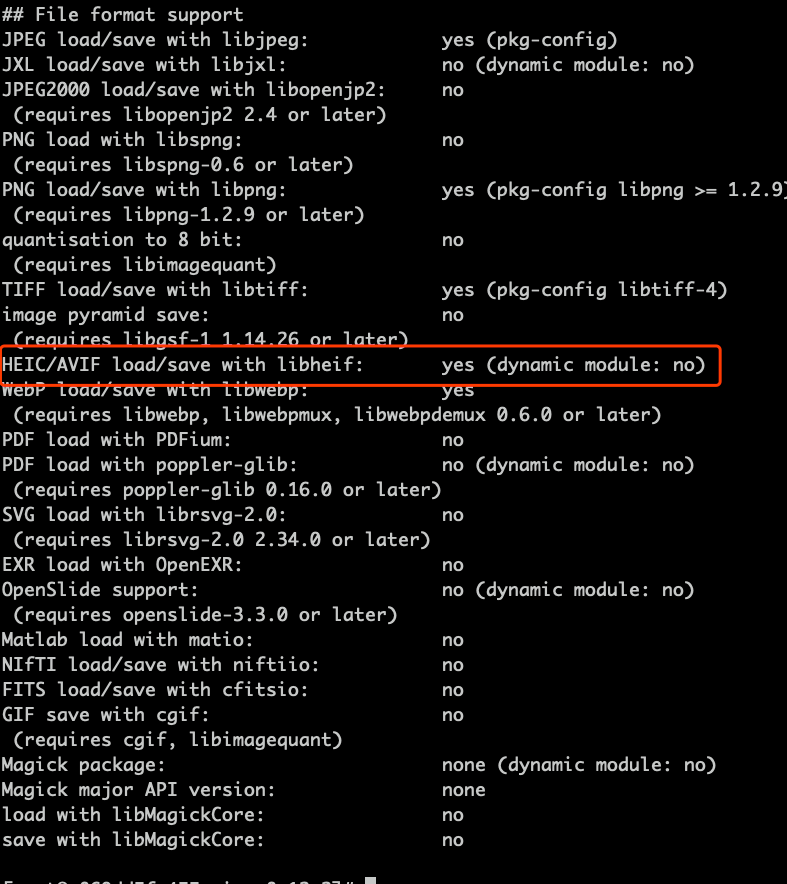 ## File format support
JPEG load/save with libjpeg: yes (pkg-config)
JXL load/save with libjxl: no (dynamic module: no)
JPEG2000 load/save with libopenjp2: no
(requires libopenjp2 2.4 or later)
PNG load with libspng: no
(requires libspng-0.6 or later)
PNG load/save with libpng: yes (pkg-config libpng >= 1.2.9)
(requires libpng-1.2.9 or later)
quantisation to 8 bit: no
(requires libimagequant)
TIFF load/save with libtiff: yes (pkg-config libtiff-4)
image pyramid save: no
(requires libgsf-1 1.14.26 or later)
HEIC/AVIF load/save with libheif: yes (dynamic module: no)
WebP load/save with libwebp: yes
(requires libwebp, libwebpmux, libwebpdemux 0.6.0 or later)
PDF load with PDFium: no
PDF load with poppler-glib: no (dynamic module: no)
(requires poppler-glib 0.16.0 or later)
SVG load with librsvg-2.0: no
(requires librsvg-2.0 2.34.0 or later)
EXR load with OpenEXR: no
OpenSlide support: no (dynamic module: no)
(requires openslide-3.3.0 or later)
Matlab load with matio: no
NIfTI load/save with niftiio: no
FITS load/save with cfitsio: no
GIF save with cgif: no
(requires cgif, libimagequant)
Magick package: none (dynamic module: no)
Magick major API version: none
load with libMagickCore: no
save with libMagickCore: no